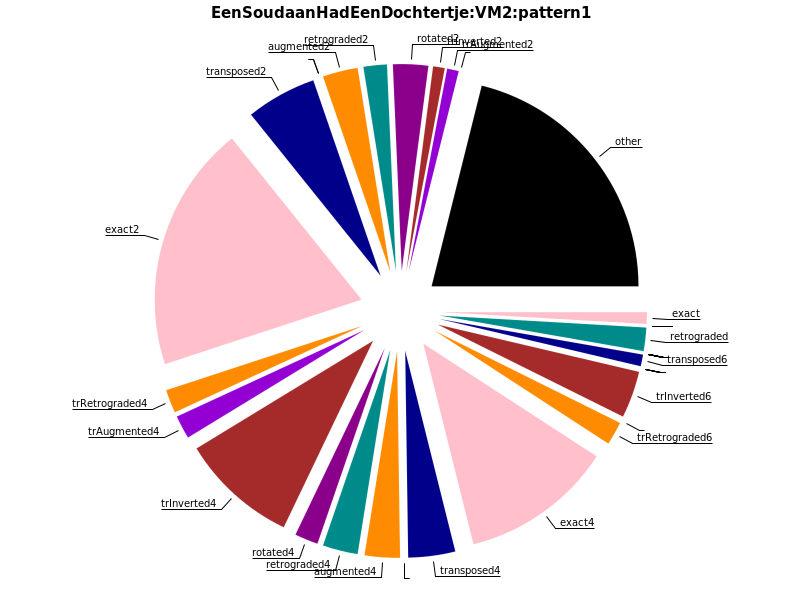 EenSoudaanHadEenDochtertje:VM2:pattern1
retrograded2
rotated2
trInverted2
trAugmented2
augmented2
transposed2
other
exact2
exact
retrograded
transposed6
trInverted6
trRetrograded4
trAugmented4
trRetrograded6
trInverted4
exact4
rotated4
retrograded4
augmented4
transposed4